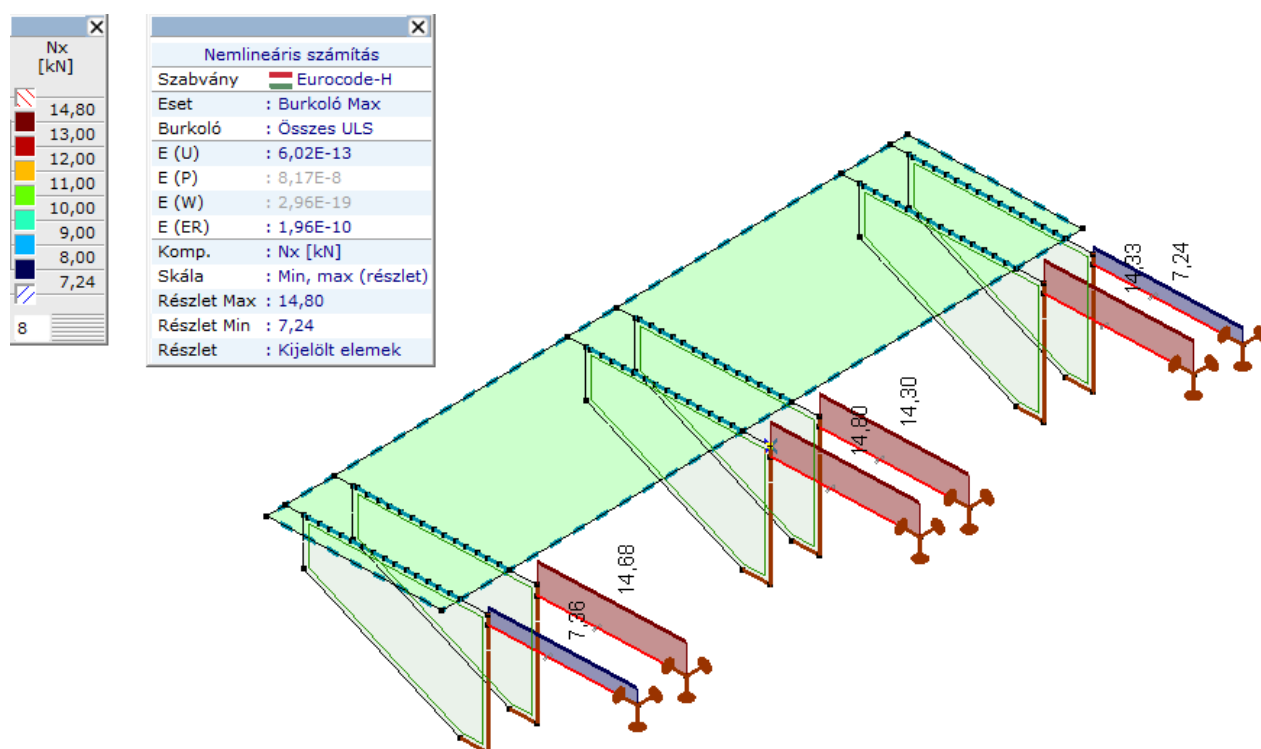 Nx
[kN]
14,80
13,00
12,00
11,00
10,00
9,00
8,00
7,24
8
Nemlineáris számítás
Szabvány Eurocode-H
Eset : Burkoló Max
Burkoló : Összes ULS
E (U) : 6,02E-13
E (P) : 8,17E-8
E (W) : 2,96E-19
E (ER) : 1,96E-10
Komp. : Nx [kN]
Skála : Min, max (részlet)
Részlet Max : 14,80
Részlet Min : 7,24
Részlet : Kijelölt elemek
14,33
7,24
14,80
14,30
7,36
14,68